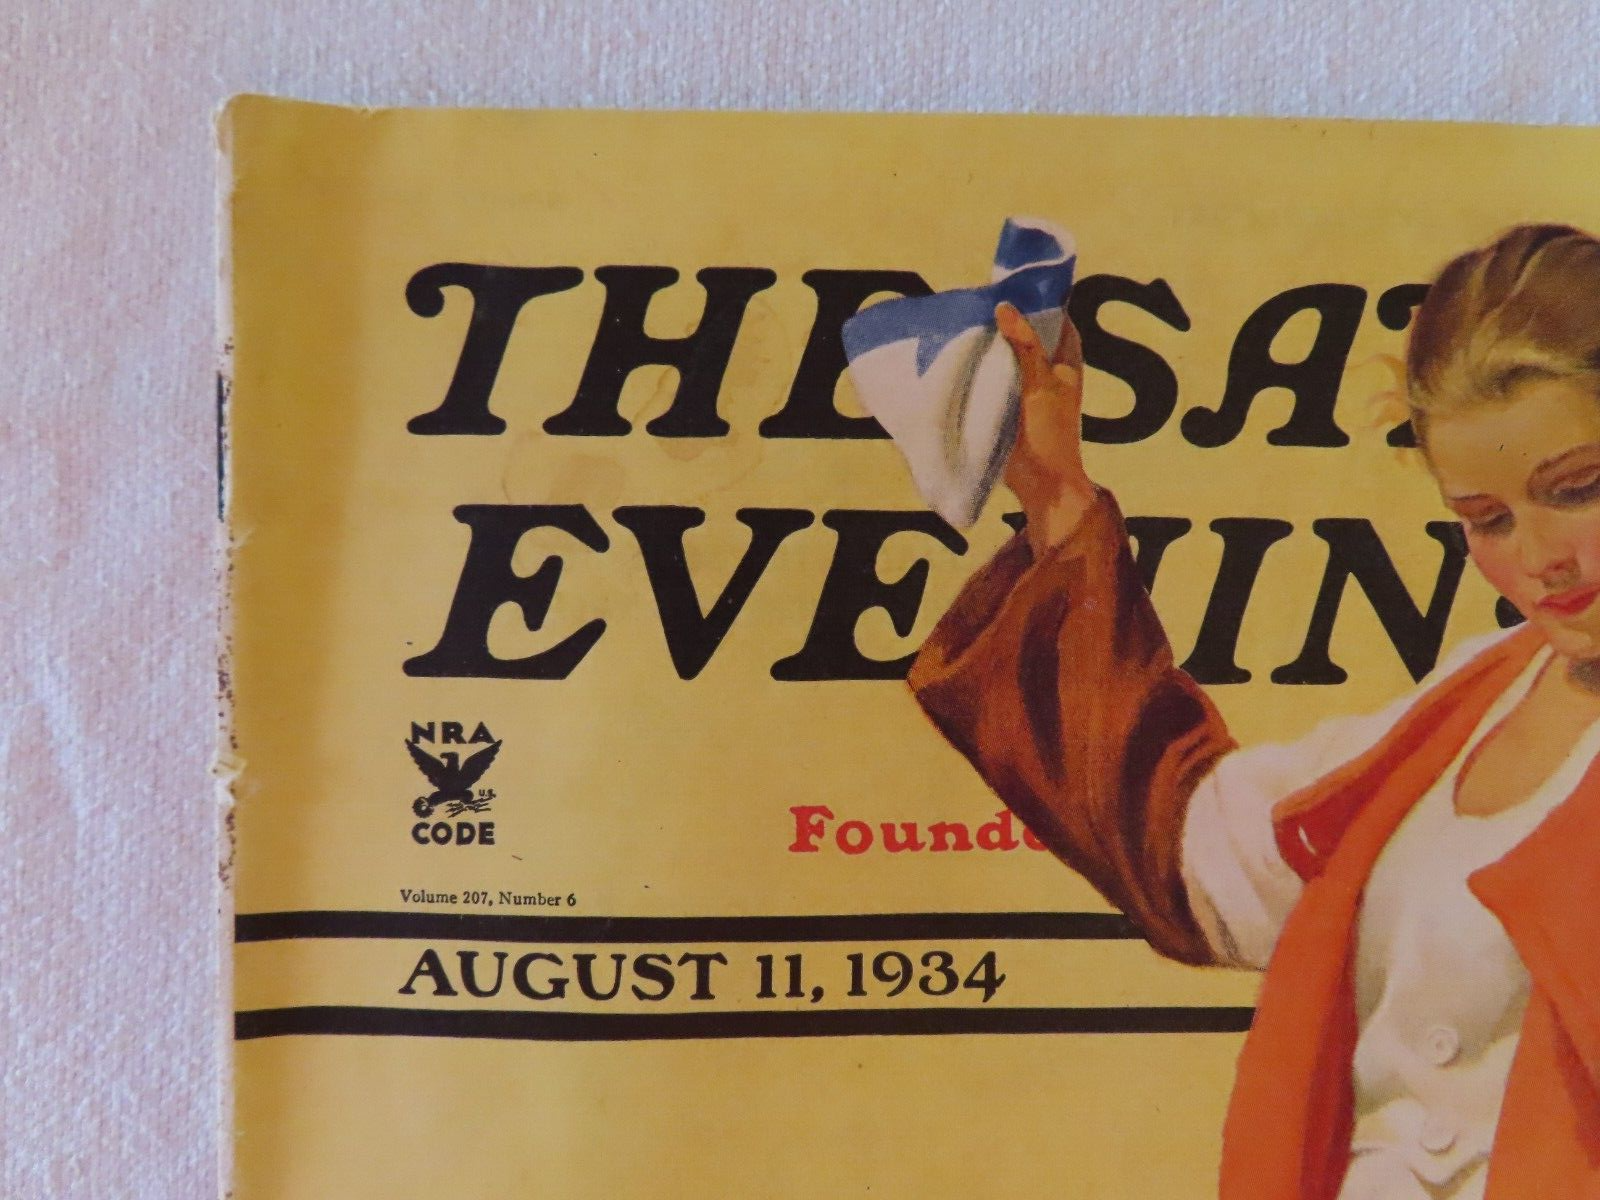 THE SAT
EVENIN
NRA
U.S.
CODE
Founde
Volume 207, Number 6
AUGUST 11, 1934